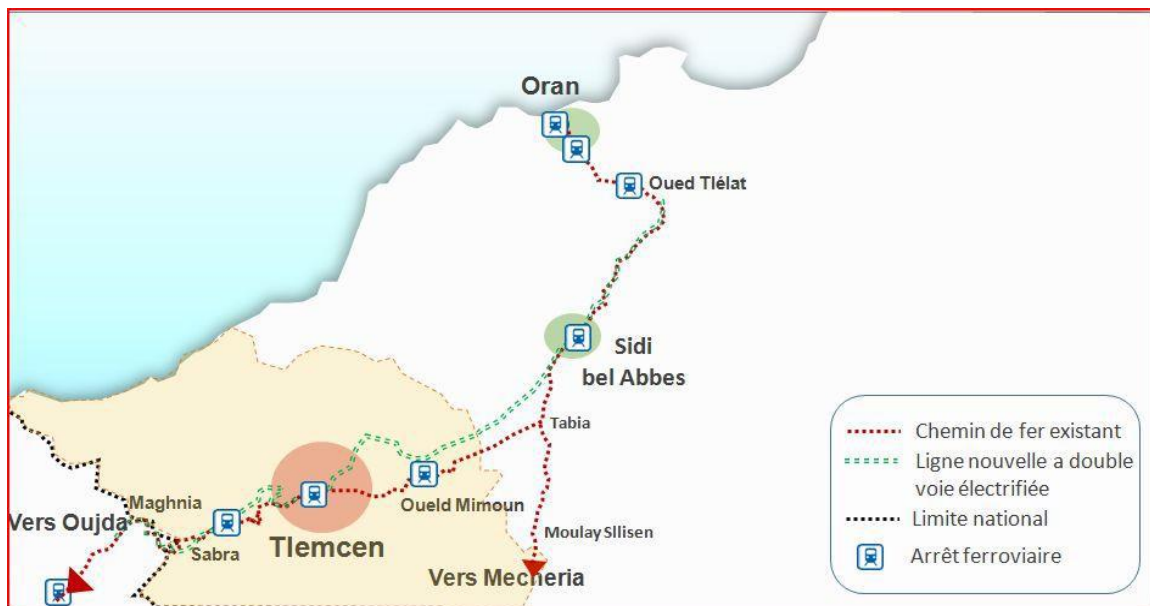 Oran
Oued Tlélat
Sidi
bel Abbes
Tabia
Maghnia
Oueld Mimoun
Vers Oujda
Sabra
Tlemcen
Moulay Sllisen
Vers Mecheria
Chemin de fer existant
Ligne nouvelle a double
voie électrifiée
Limite national
Arrêt ferroviaire